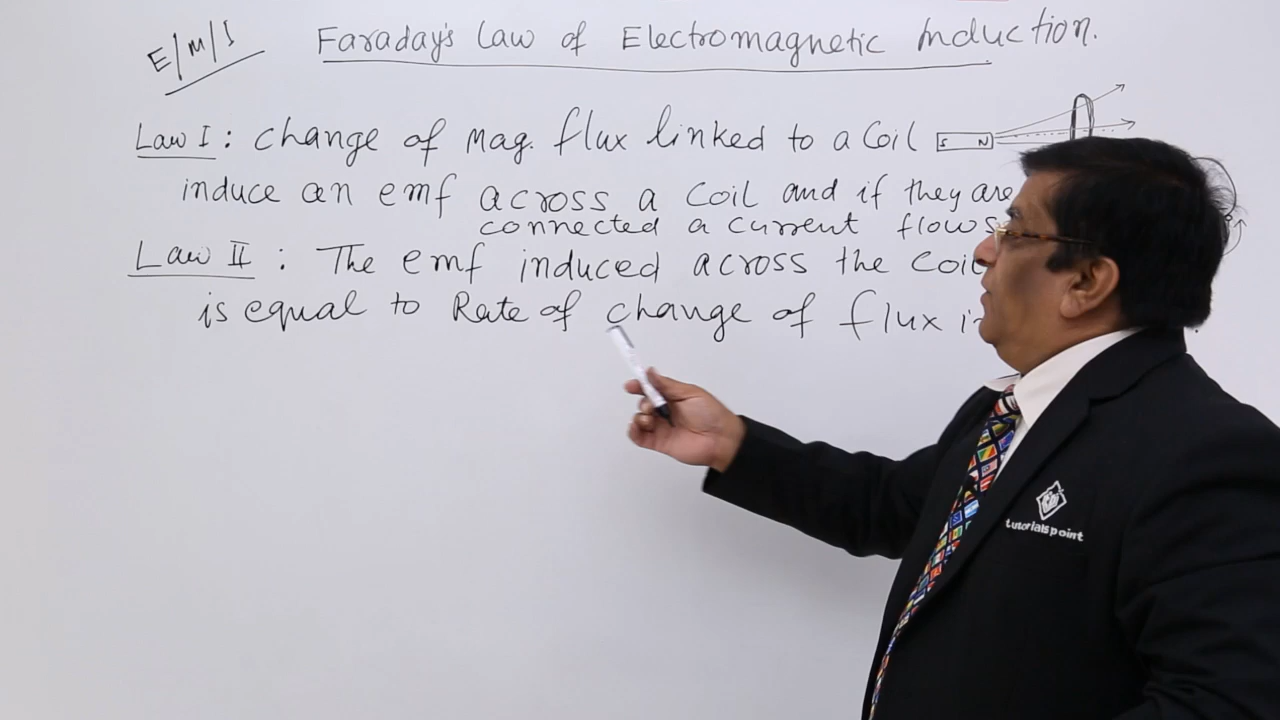 E/M/I
Faraday's Law of Electromagnetic Induction.
Law I : Change of Mag. flux linked to a Coil
S N
induce an emf across a Coil and if they are
connected a current flows
Law II : The emf induced across the Coil
is equal to Rate of change of flux
tutorialspoint